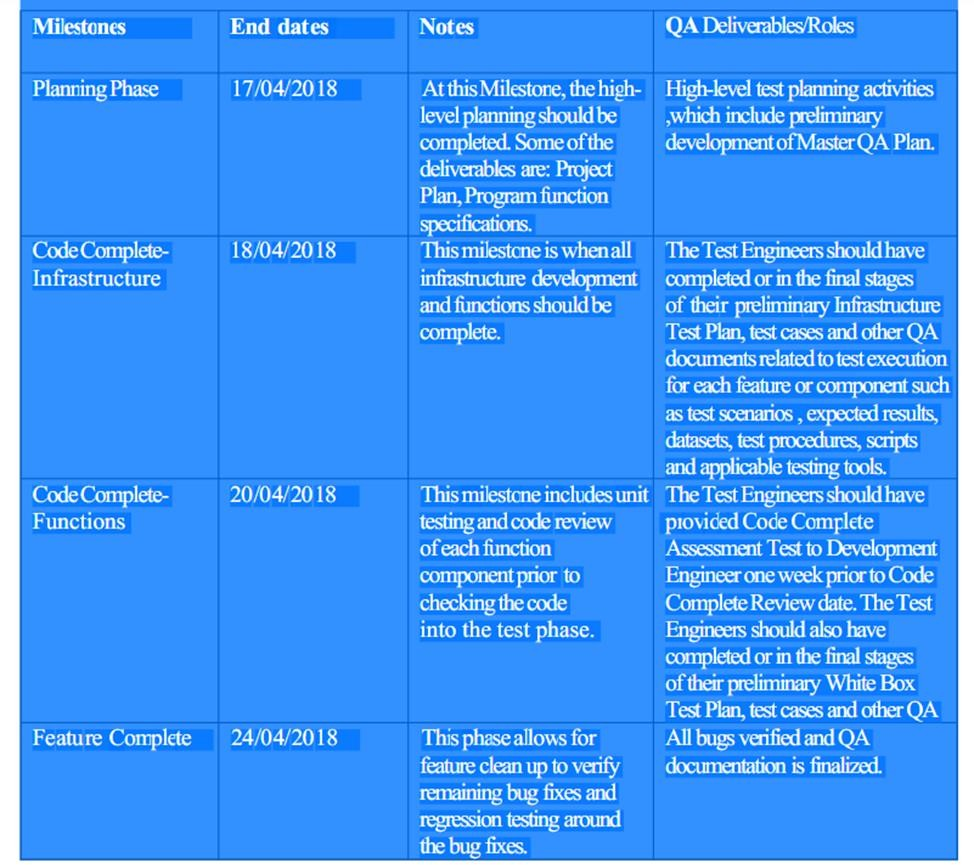 Milestones
End dates
Notes
QA Deliverables/Roles
Planning Phase
17/04/2018
At this Milestone, the high-
level planning should be
completed. Some of the
deliverables are: Project
Plan, Program function
specifications.
High-level test planning activities
,which include preliminary
development of Master QA Plan.
Code Complete-
Infrastructure
18/04/2018
This milestone is when all
infrastructure development
and functions should be
complete.
The Test Engineers should have
completed or in the final stages
of their preliminary Infrastructure
Test Plan, test cases and other QA
documents related to test execution
for each feature or component such
as test scenarios , expected results,
datasets, test procedures, scripts
and applicable testing tools.
Code Complete-
Functions
20/04/2018
This milestone includes unit
testing and code review
of each function
component prior to
checking the code
into the test phase.
The Test Engineers should have
provided Code Complete
Assessment Test to Development
Engineer one week prior to Code
Complete Review date. The Test
Engineers should also have
completed or in the final stages
of their preliminary White Box
Test Plan, test cases and other QA
Feature Complete
24/04/2018
This phase allows for
feature clean up to verify
remaining bug fixes and
regression testing around
the bug fixes.
All bugs verified and QA
documentation is finalized.